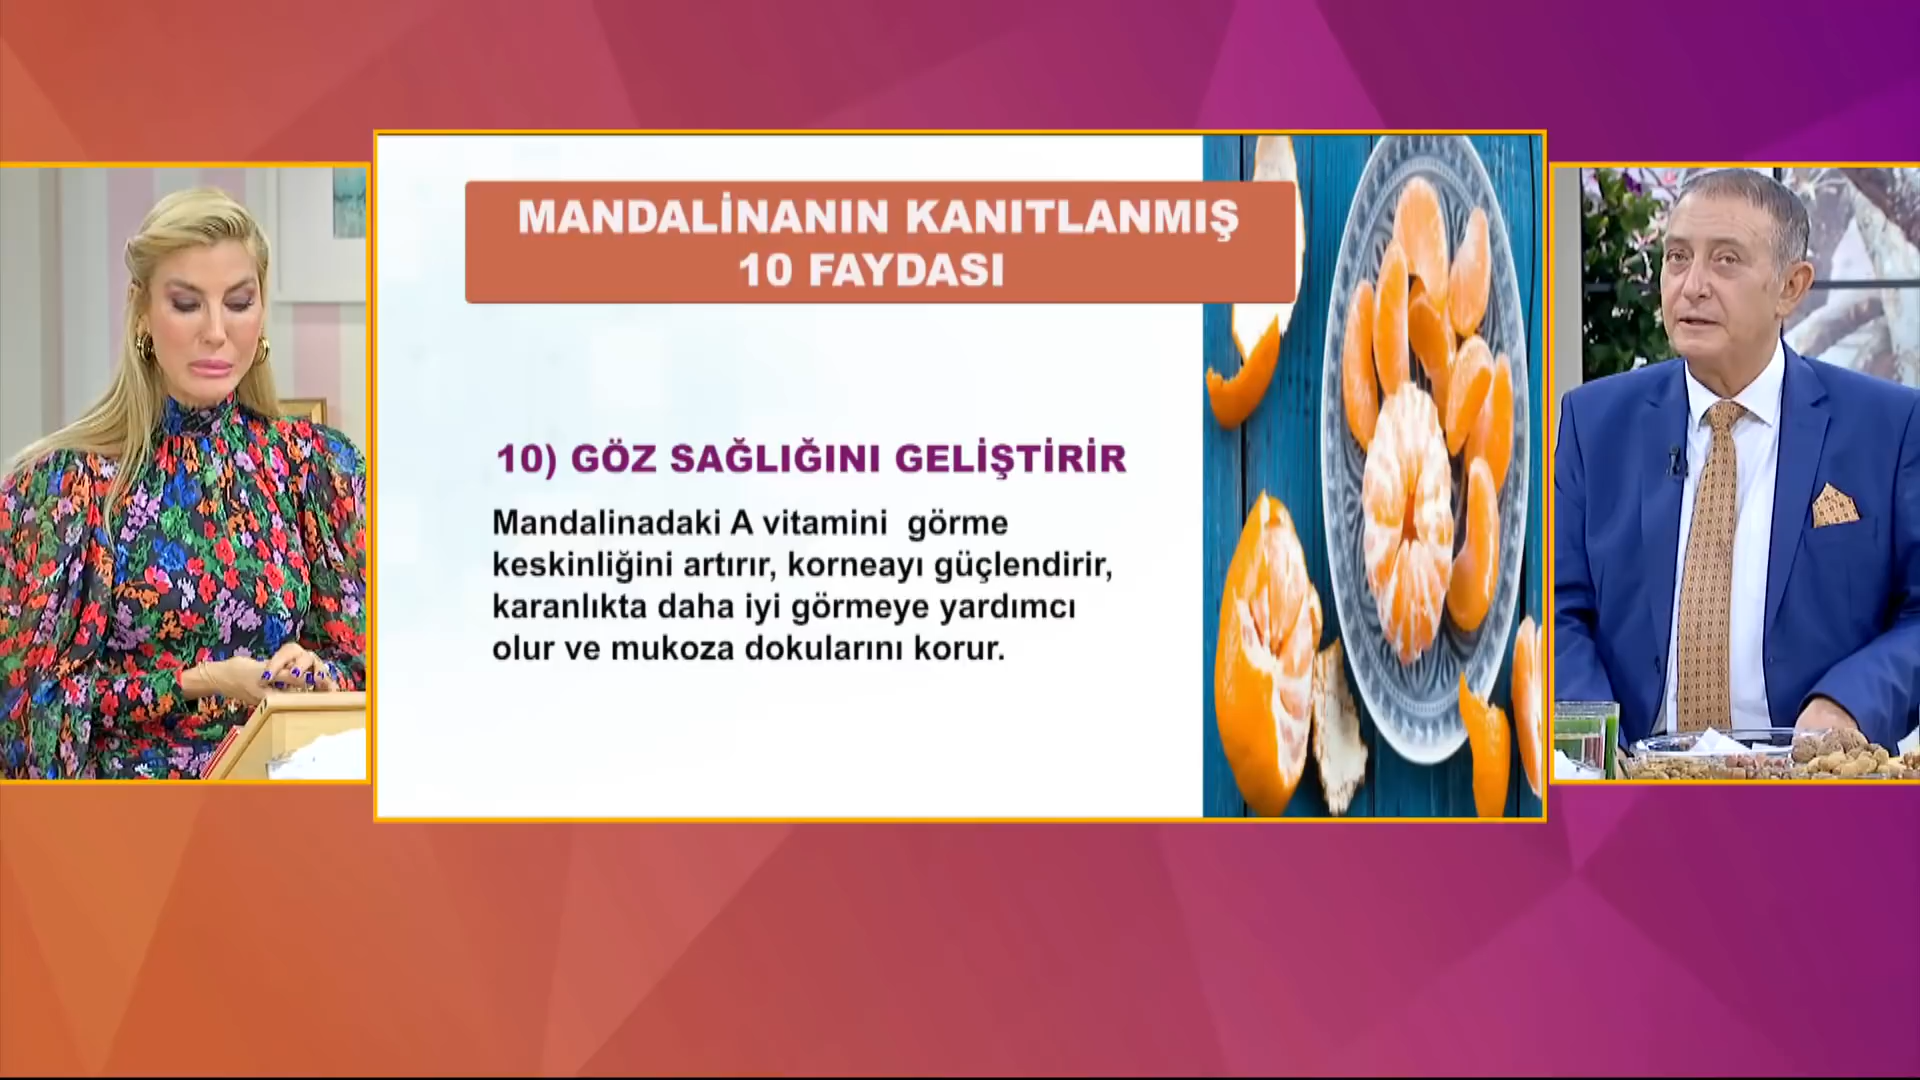 MANDALİNANIN KANITLANMIŞ
10 FAYDASI
10) GÖZ SAĞLIĞINI GELİŞTİRİR
Mandalinadaki A vitamini görme
keskinliğini artırır, korneayı güçlendirir,
karanlıkta daha iyi görmeye yardımcı
olur ve mukoza dokularını korur.